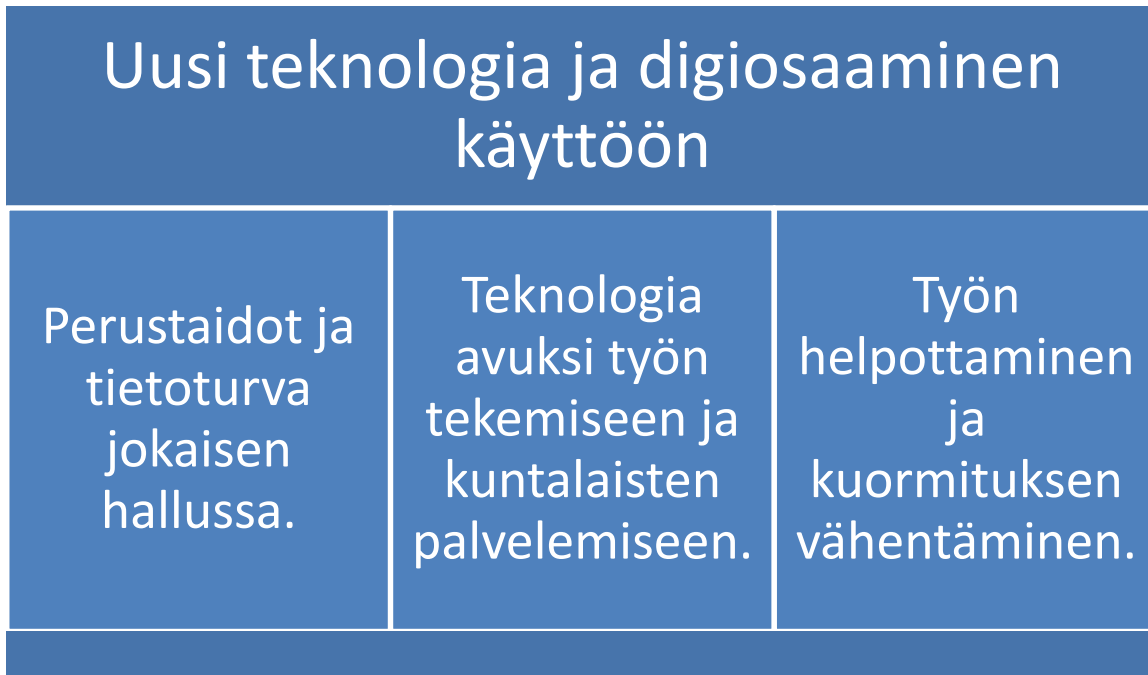 Uusi teknologia ja digiosaaminen
käyttöön
Perustaidot ja
tietoturva
jokaisen
hallussa.
Teknologia
avuksi työn
tekemiseen ja
kuntalaisten
palvelemiseen.
Työn
helpottaminen
ja
kuormituksen
vähentäminen.